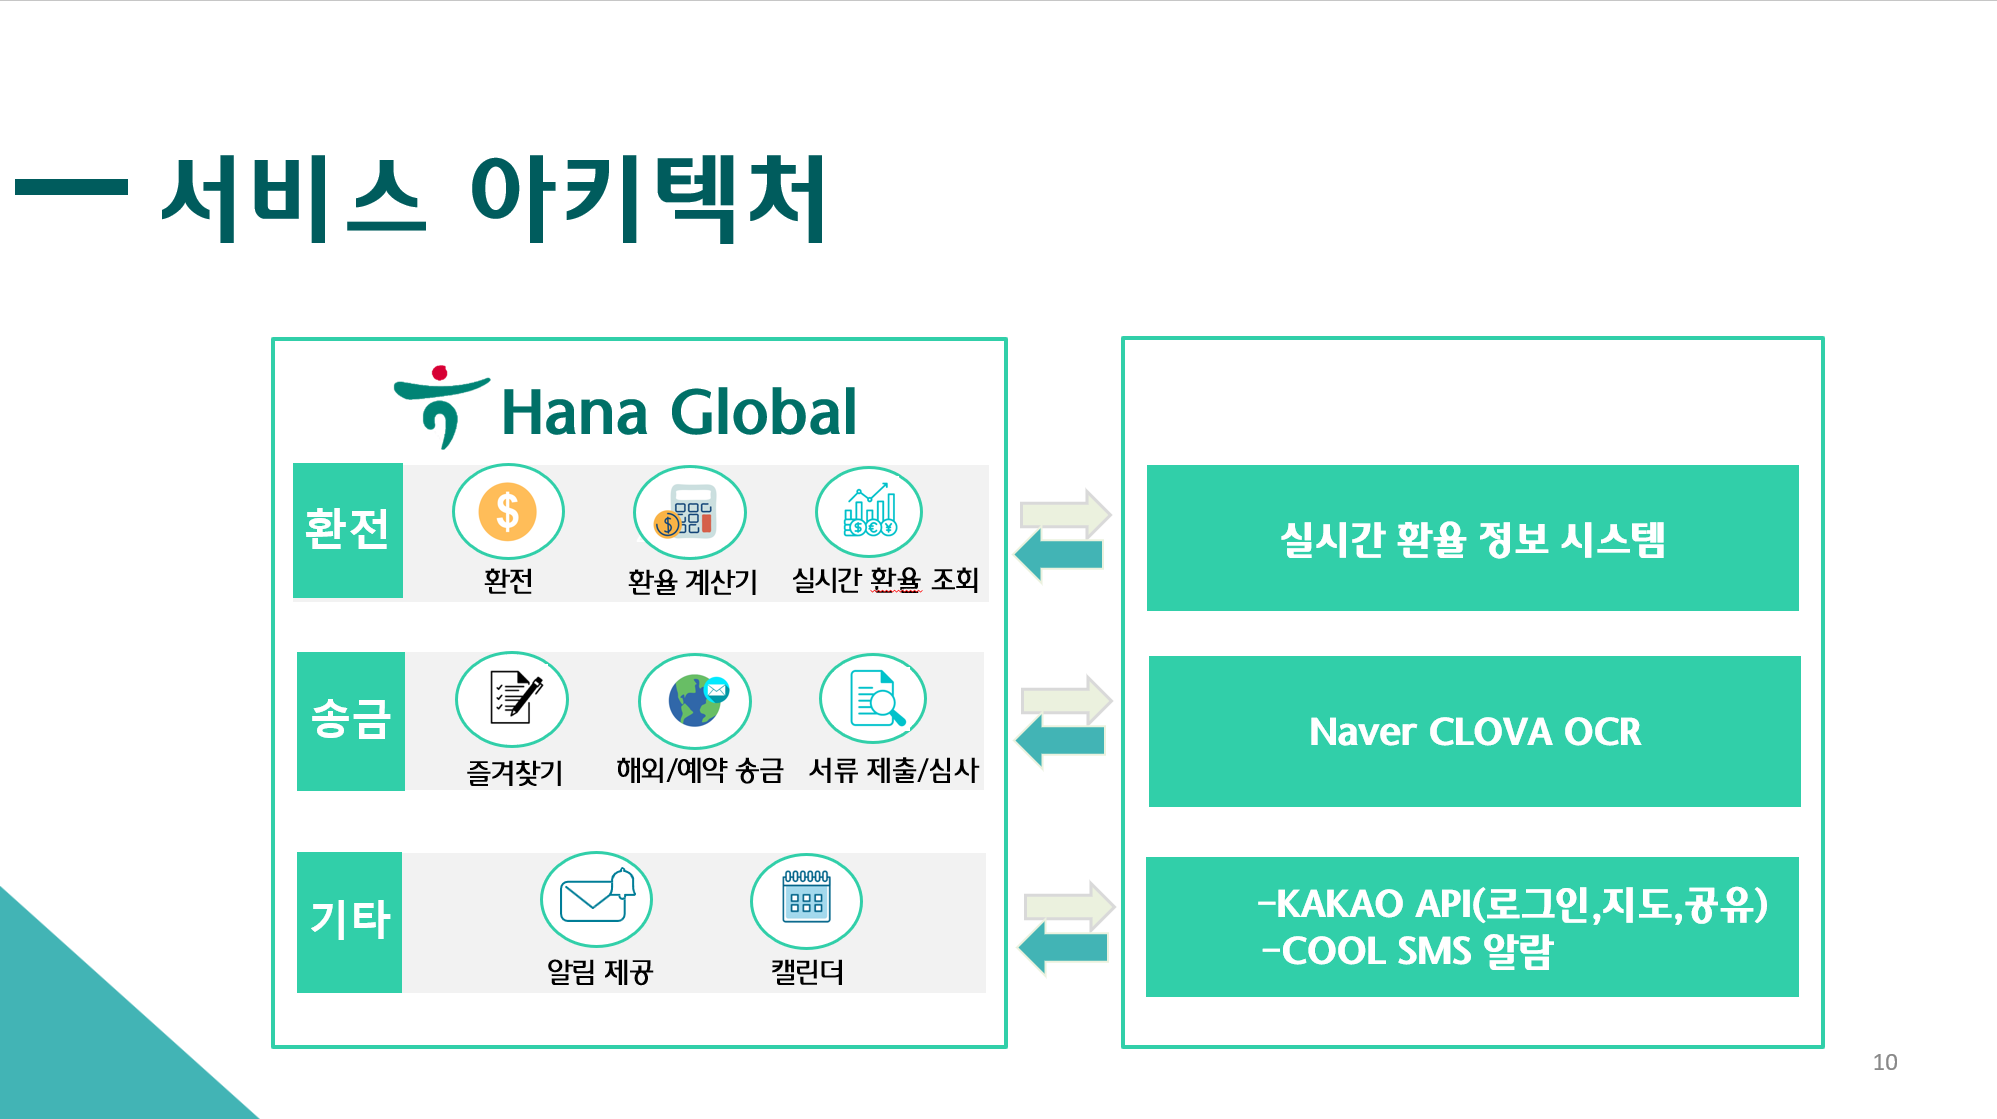 서비스 아키텍처
Hana Global
환전
환전
환율 계산기
실시간 환율 조회
실시간 환율 정보 시스템
송금
즐겨찾기
해외/예약 송금
서류 제출/심사
Naver CLOVA OCR
기타
알림 제공
캘린더
-KAKAO API(로그인,지도,공유)
-COOL SMS 알람
10